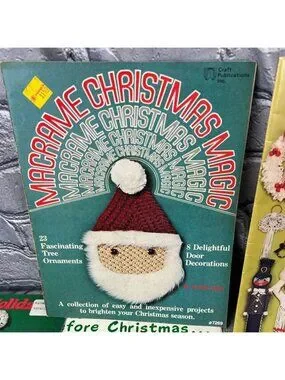 Craft
Publications
Inc.
MACRAME CHRISTMAS MAGIC
MACRAME CHRISTMAS MAGIC
MACRAME CHRISTMAS MAGIC
MACRAME CHRISTMAS MAGIC
23
Fascinating
Tree
Ornaments
8 Delightful
Door
Decorations
A collection of easy and inexpensive projects
to brighten your Christmas season.
#7269
fore Christmas...